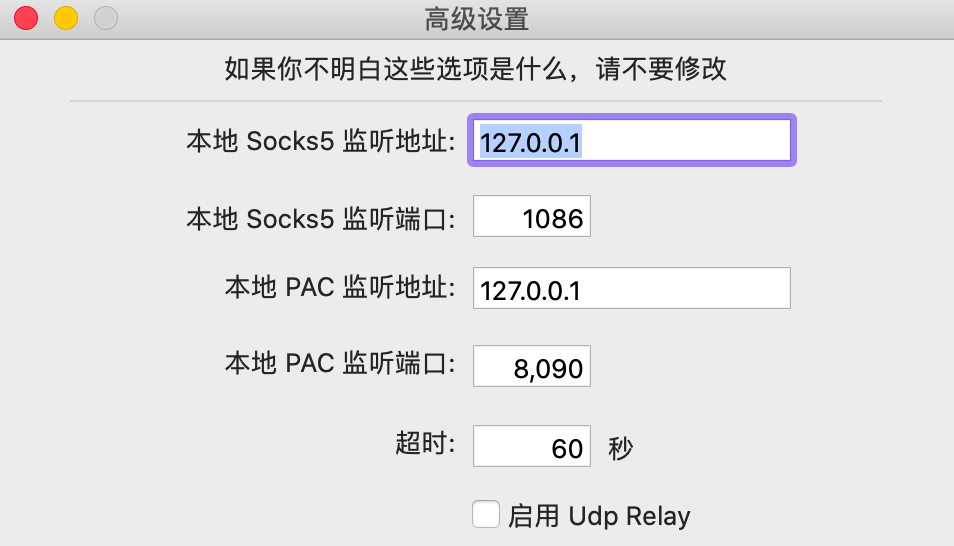 高级设置
如果你不明白这些选项是什么，请不要修改
本地 Socks5 监听地址: 127.0.0.1
本地 Socks5 监听端口: 1086
本地 PAC 监听地址: 127.0.0.1
本地 PAC 监听端口: 8,090
超时: 60 秒
启用 Udp Relay